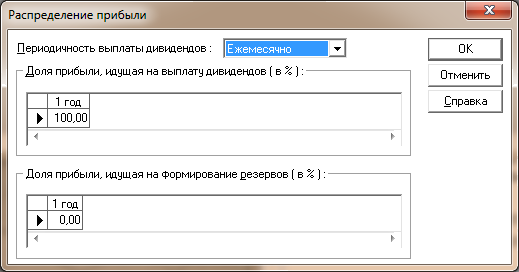 Распределение прибыли
Периодичность выплаты дивидендов : Ежемесячно
OK
Доля прибыли, идущая на выплату дивидендов ( в % ) :
Отменить
1 год
Справка
100,00
Доля прибыли, идущая на формирование резервов ( в % ) :
1 год
0,00